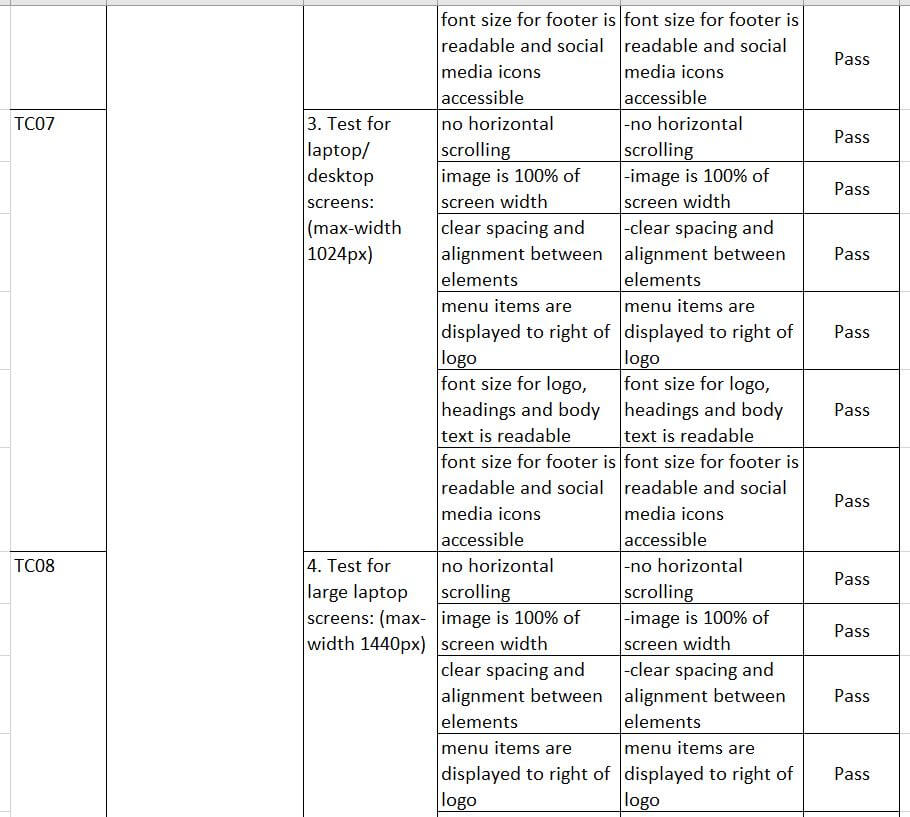 font size for footer is
readable and social
media icons
accessible
font size for footer is
readable and social
media icons
accessible
Pass
TC07
3. Test for
laptop/
desktop
screens:
(max-width
1024px)
no horizontal
scrolling
-no horizontal
scrolling
Pass
image is 100% of
screen width
-image is 100% of
screen width
Pass
clear spacing and
alignment between
elements
-clear spacing and
alignment between
elements
Pass
menu items are
displayed to right of
logo
menu items are
displayed to right of
logo
Pass
font size for logo,
headings and body
text is readable
font size for logo,
headings and body
text is readable
Pass
font size for footer is
readable and social
media icons
accessible
font size for footer is
readable and social
media icons
accessible
Pass
TC08
4. Test for
large laptop
screens: (max-
width 1440px)
no horizontal
scrolling
-no horizontal
scrolling
Pass
image is 100% of
screen width
-image is 100% of
screen width
Pass
clear spacing and
alignment between
elements
-clear spacing and
alignment between
elements
Pass
menu items are
displayed to right of
logo
menu items are
displayed to right of
logo
Pass